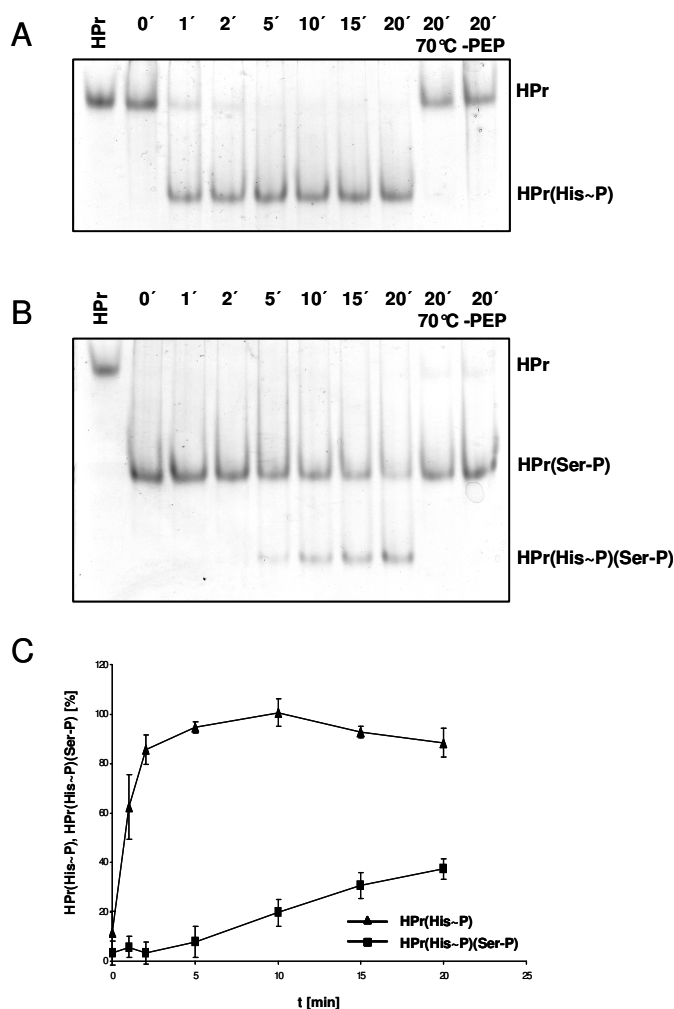 A
HPr 0´ 1´ 2´ 5´ 10´ 15´ 20´ 20´ 20´
70°C -PEP
HPr
HPr(His~P)
B
HPr 0´ 1´ 2´ 5´ 10´ 15´ 20´ 20´ 20´
70°C -PEP
HPr
HPr(Ser-P)
HPr(His~P)(Ser-P)
C
HPr(His~P), HPr(His~P)(Ser-P) [%]
120
100
80
60
40
20
0
HPr(His~P)
HPr(His~P)(Ser-P)
0 5 10 15 20 25
t [min]